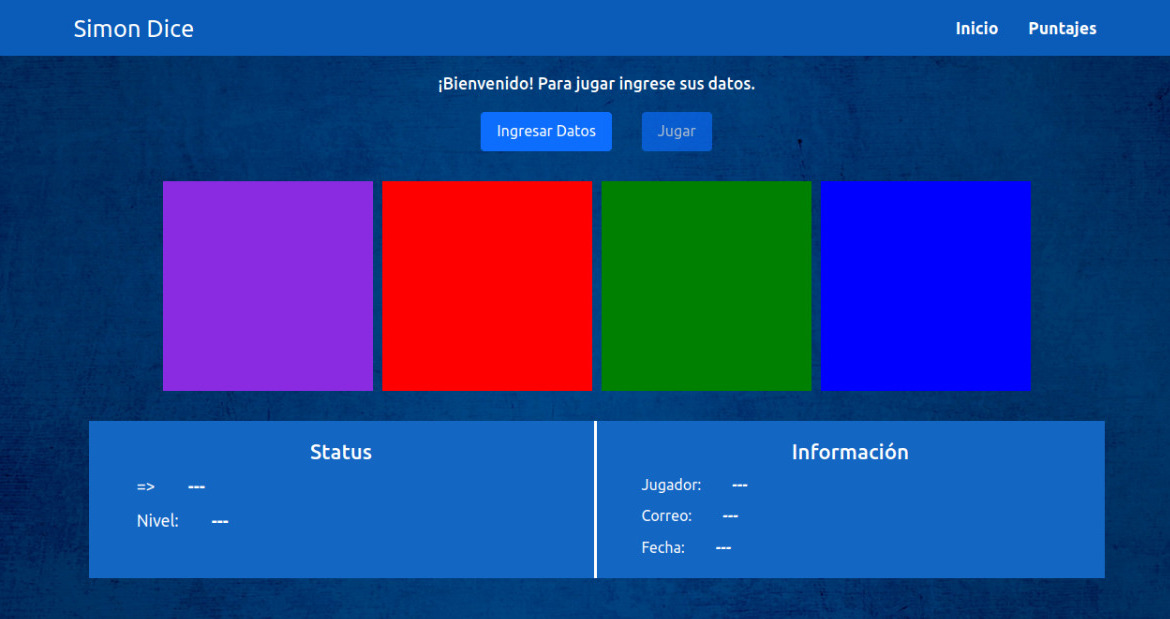 Simon Dice
Inicio Puntajes
¡Bienvenido! Para jugar ingrese sus datos.
Ingresar Datos Jugar
Status
=> ---
Nivel: ---
Información
Jugador: ---
Correo: ---
Fecha: ---